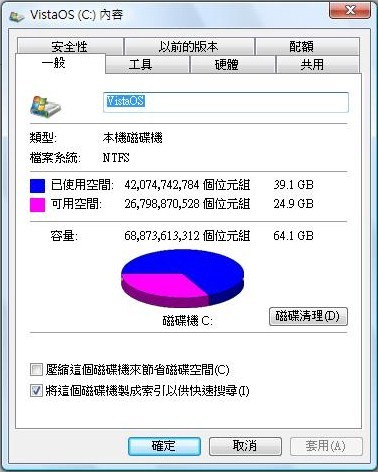 VistaOS (C:) 內容
安全性 以前的版本 配額
一般 工具 硬體 共用
VistaOS
類型: 本機磁碟機
檔案系統: NTFS
已使用空間: 42,074,742,784 個位元組 39.1 GB
可用空間: 26,798,870,528 個位元組 24.9 GB
容量: 68,873,613,312 個位元組 64.1 GB
磁碟機 C:
磁碟清理(D)
壓縮這個磁碟機來節省磁碟空間(C)
將這個磁碟機製成索引以供快速搜尋(I)
確定 取消 套用(A)